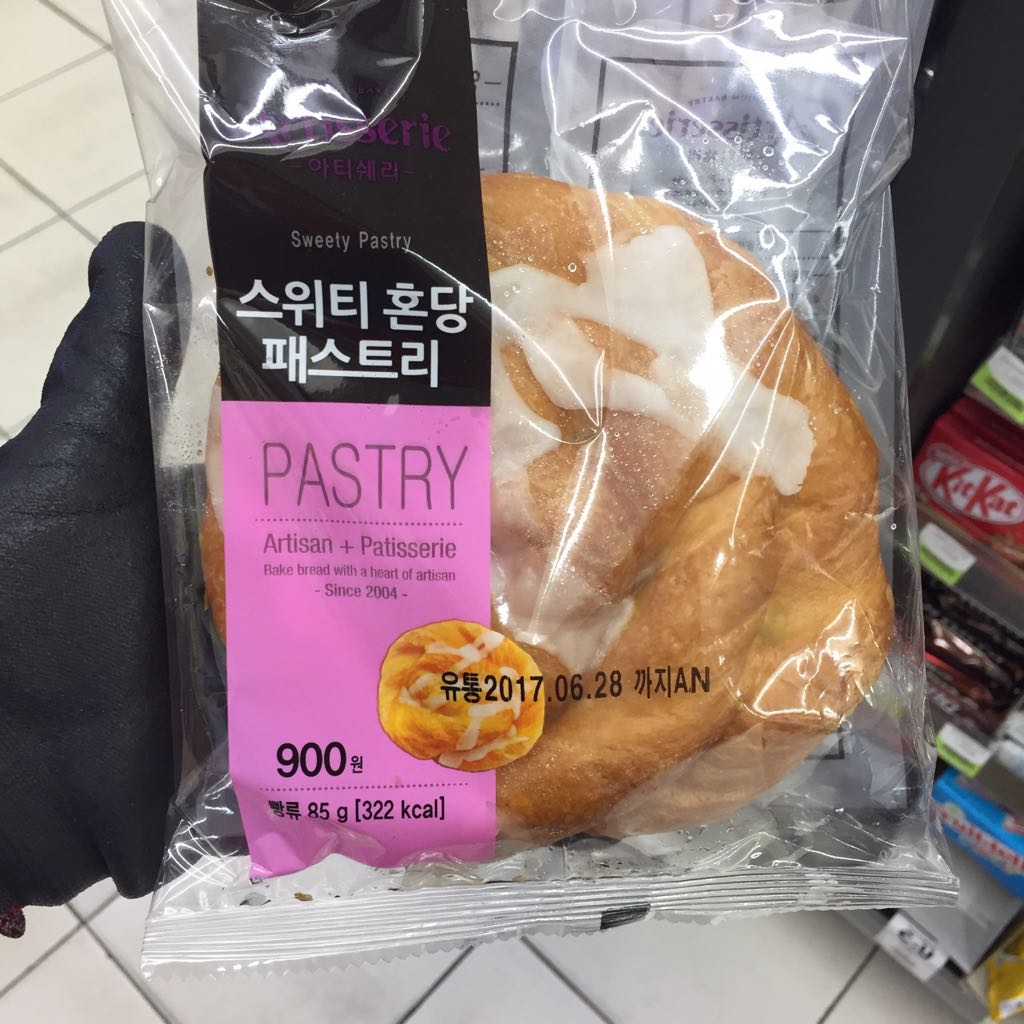 Artisserie
-아티쉐리-
Sweety Pastry
스위티 혼당
패스트리
PASTRY
Artisan + Patisserie
Bake bread with a heart of artisan
- Since 2004 -
유통2017.06.28 까지AN
900원
빵류 85 g [322 kcal]
KitKat